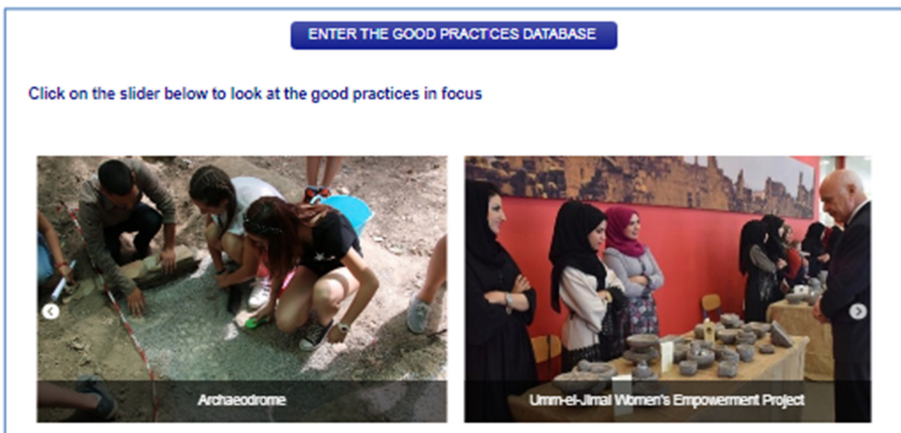 ENTER THE GOOD PRACTCES DATABASE
Click on the slider below to look at the good practices in focus
Archaeodrome
Umm-el-Jimal Women's Empowerment Project